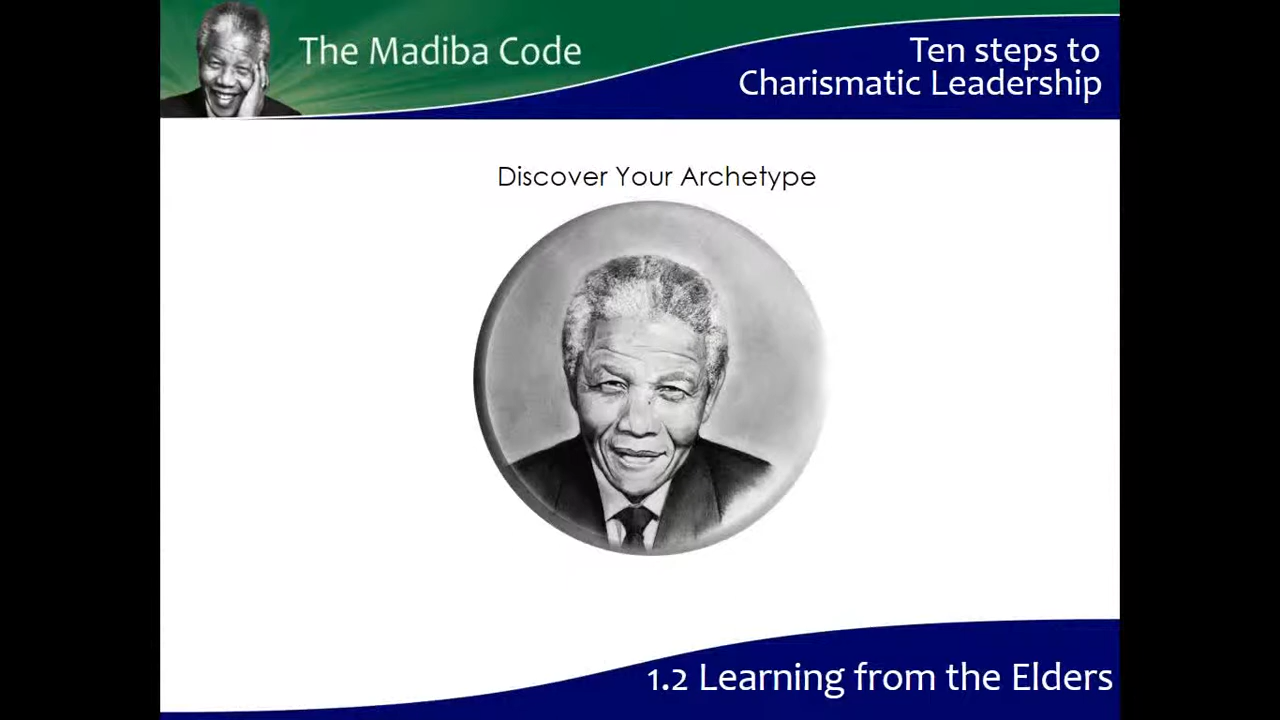 The Madiba Code
Ten steps to
Charismatic Leadership
Discover Your Archetype
1.2 Learning from the Elders